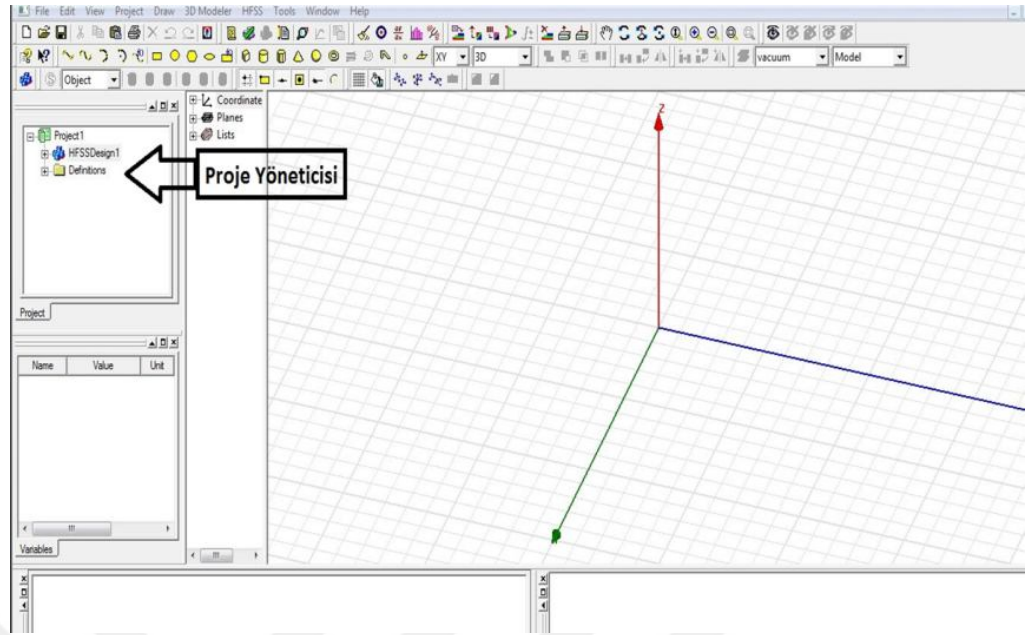 File Edit View Project Draw 3D Modeler HFSS Tools Window Help
XY 3D vacuum Model
Object
Project1
HFSSDesign1
Definitions
Project
Coordinate
Planes
Lists
Proje Yöneticisi
Z
Name Value Unit
Variables